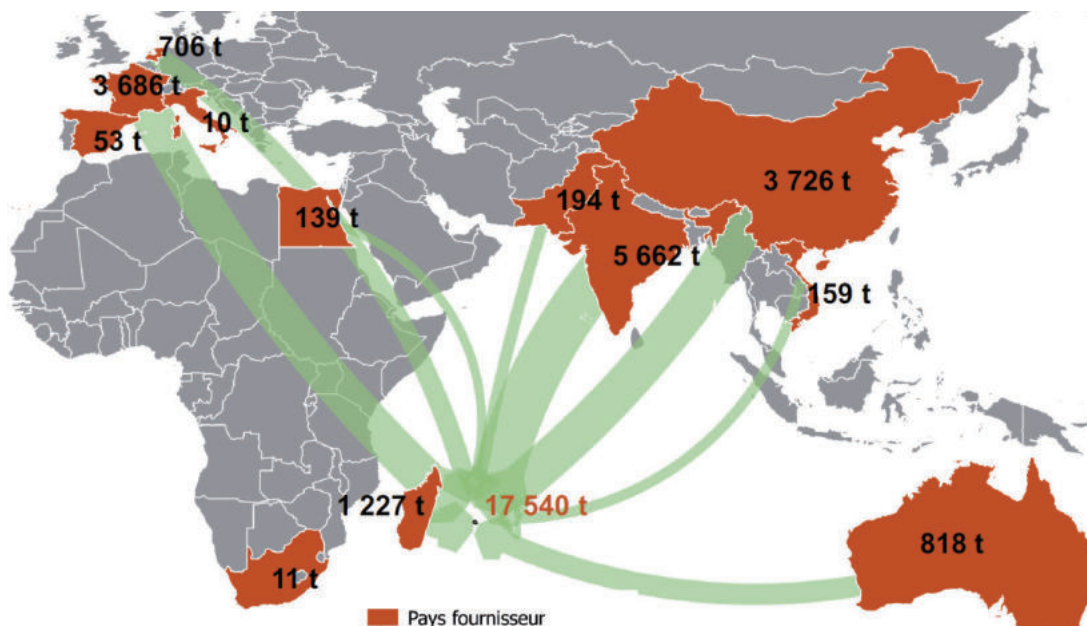 706 t
3 686 t
10 t
53 t
139 t
194 t
3 726 t
5 662 t
159 t
1 227 t
17 540 t
818 t
11 t
Pays fournisseur